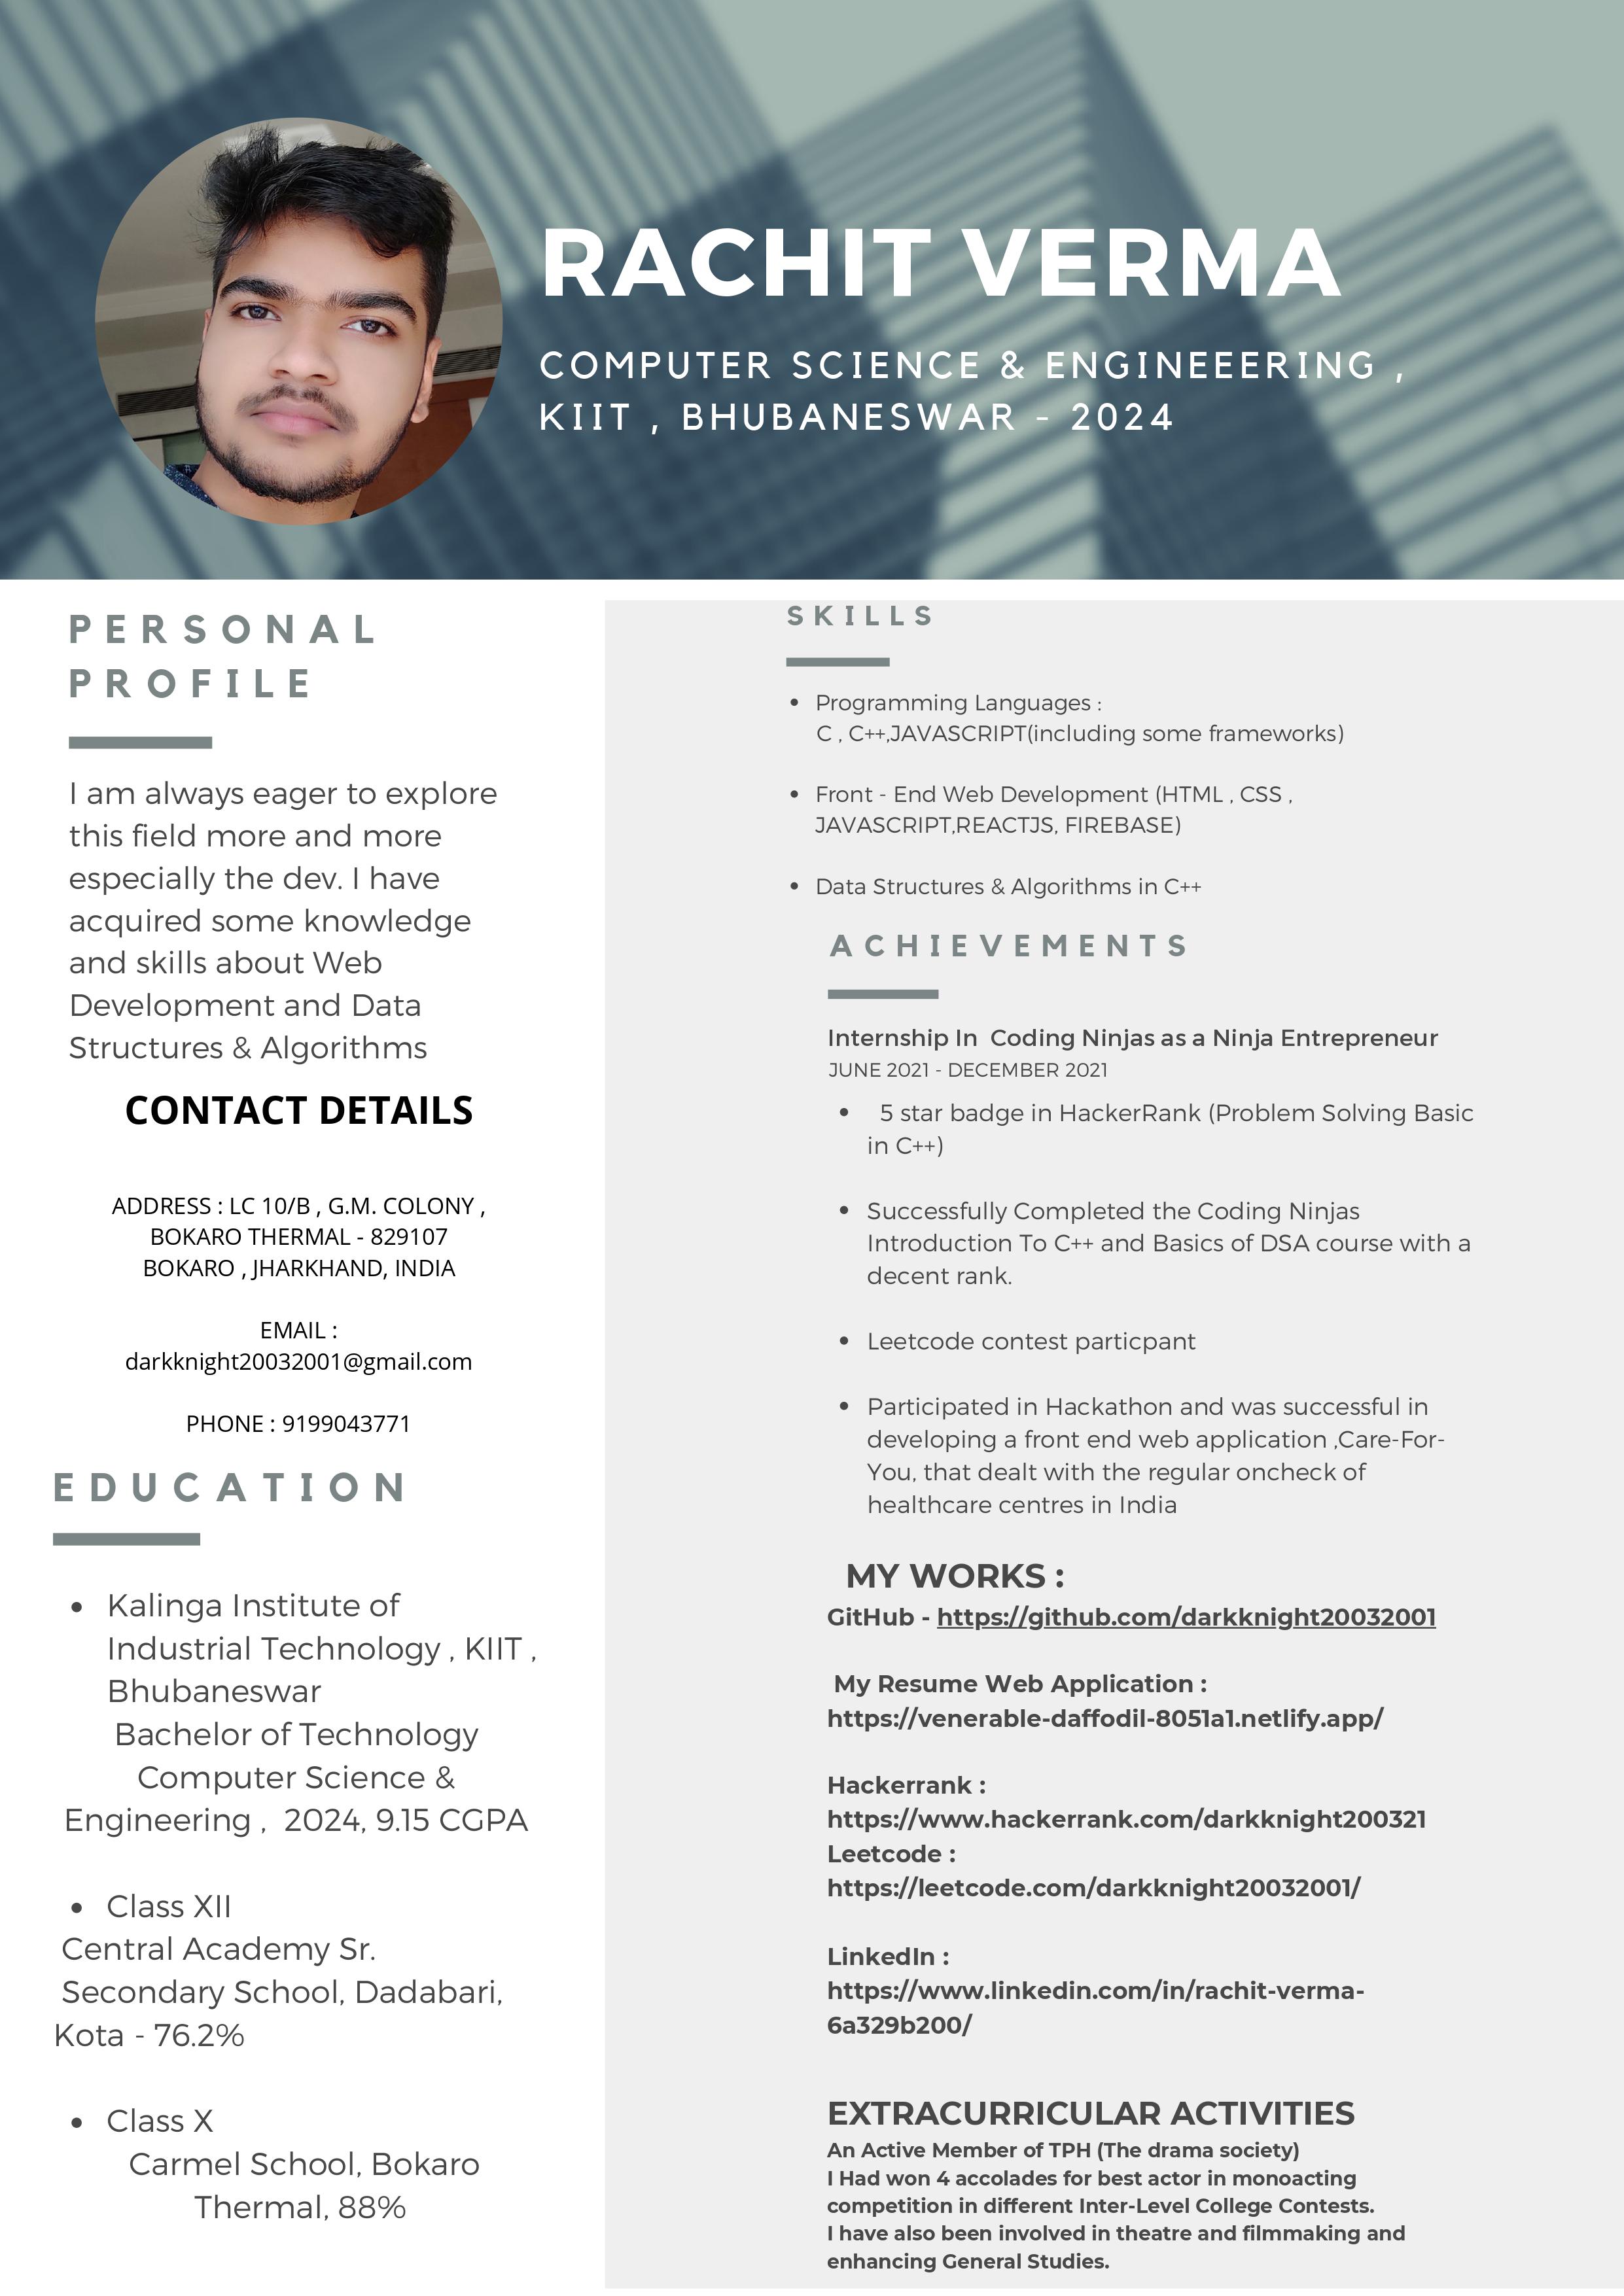 RACHIT VERMA
COMPUTER SCIENCE & ENGINEEERING ,
KIIT , BHUBANESWAR - 2024
PERSONAL
PROFILE
I am always eager to explore
this field more and more
especially the dev. I have
acquired some knowledge
and skills about Web
Development and Data
Structures & Algorithms
CONTACT DETAILS
ADDRESS : LC 10/B , G.M. COLONY ,
BOKARO THERMAL - 829107
BOKARO , JHARKHAND, INDIA
EMAIL :
darkknight20032001@gmail.com
PHONE : 9199043771
EDUCATION
• Kalinga Institute of
Industrial Technology , KIIT ,
Bhubaneswar
Bachelor of Technology
Computer Science &
Engineering , 2024, 9.15 CGPA
• Class XII
Central Academy Sr.
Secondary School, Dadabari,
Kota - 76.2%
• Class X
Carmel School, Bokaro
Thermal, 88%
SKILLS
• Programming Languages :
C , C++,JAVASCRIPT(including some frameworks)
• Front - End Web Development (HTML , CSS ,
JAVASCRIPT,REACTJS, FIREBASE)
• Data Structures & Algorithms in C++
ACHIEVEMENTS
Internship In Coding Ninjas as a Ninja Entrepreneur
JUNE 2021 - DECEMBER 2021
• 5 star badge in HackerRank (Problem Solving Basic
in C++)
• Successfully Completed the Coding Ninjas
Introduction To C++ and Basics of DSA course with a
decent rank.
• Leetcode contest particpant
• Participated in Hackathon and was successful in
developing a front end web application ,Care-For-
You, that dealt with the regular oncheck of
healthcare centres in India
MY WORKS :
GitHub - https://github.com/darkknight20032001
My Resume Web Application :
https://venerable-daffodil-8051a1.netlify.app/
Hackerrank :
https://www.hackerrank.com/darkknight200321
Leetcode :
https://leetcode.com/darkknight20032001/
LinkedIn :
https://www.linkedin.com/in/rachit-verma-
6a329b200/
EXTRACURRICULAR ACTIVITIES
An Active Member of TPH (The drama society)
I Had won 4 accolades for best actor in monoacting
competition in different Inter-Level College Contests.
I have also been involved in theatre and filmmaking and
enhancing General Studies.